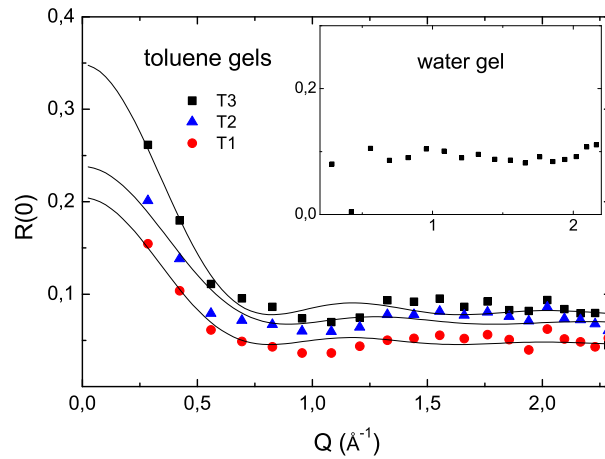 0,4
0,3
0,2
0,1
0,0
R(0)
toluene gels
T3
T2
T1
0,2
0,0
water gel
1
2
0,0
0,5
1,0
1,5
2,0
Q (Å⁻¹)